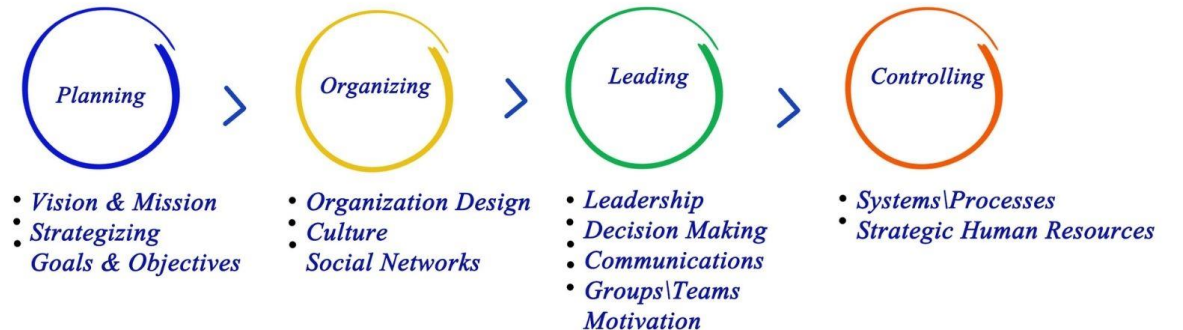 Planning
Organizing
Leading
Controlling
>
>
>
• Vision & Mission
• Strategizing
• Goals & Objectives
• Organization Design
• Culture
• Social Networks
• Leadership
• Decision Making
• Communications
• Groups\Teams
• Motivation
• Systems\Processes
• Strategic Human Resources